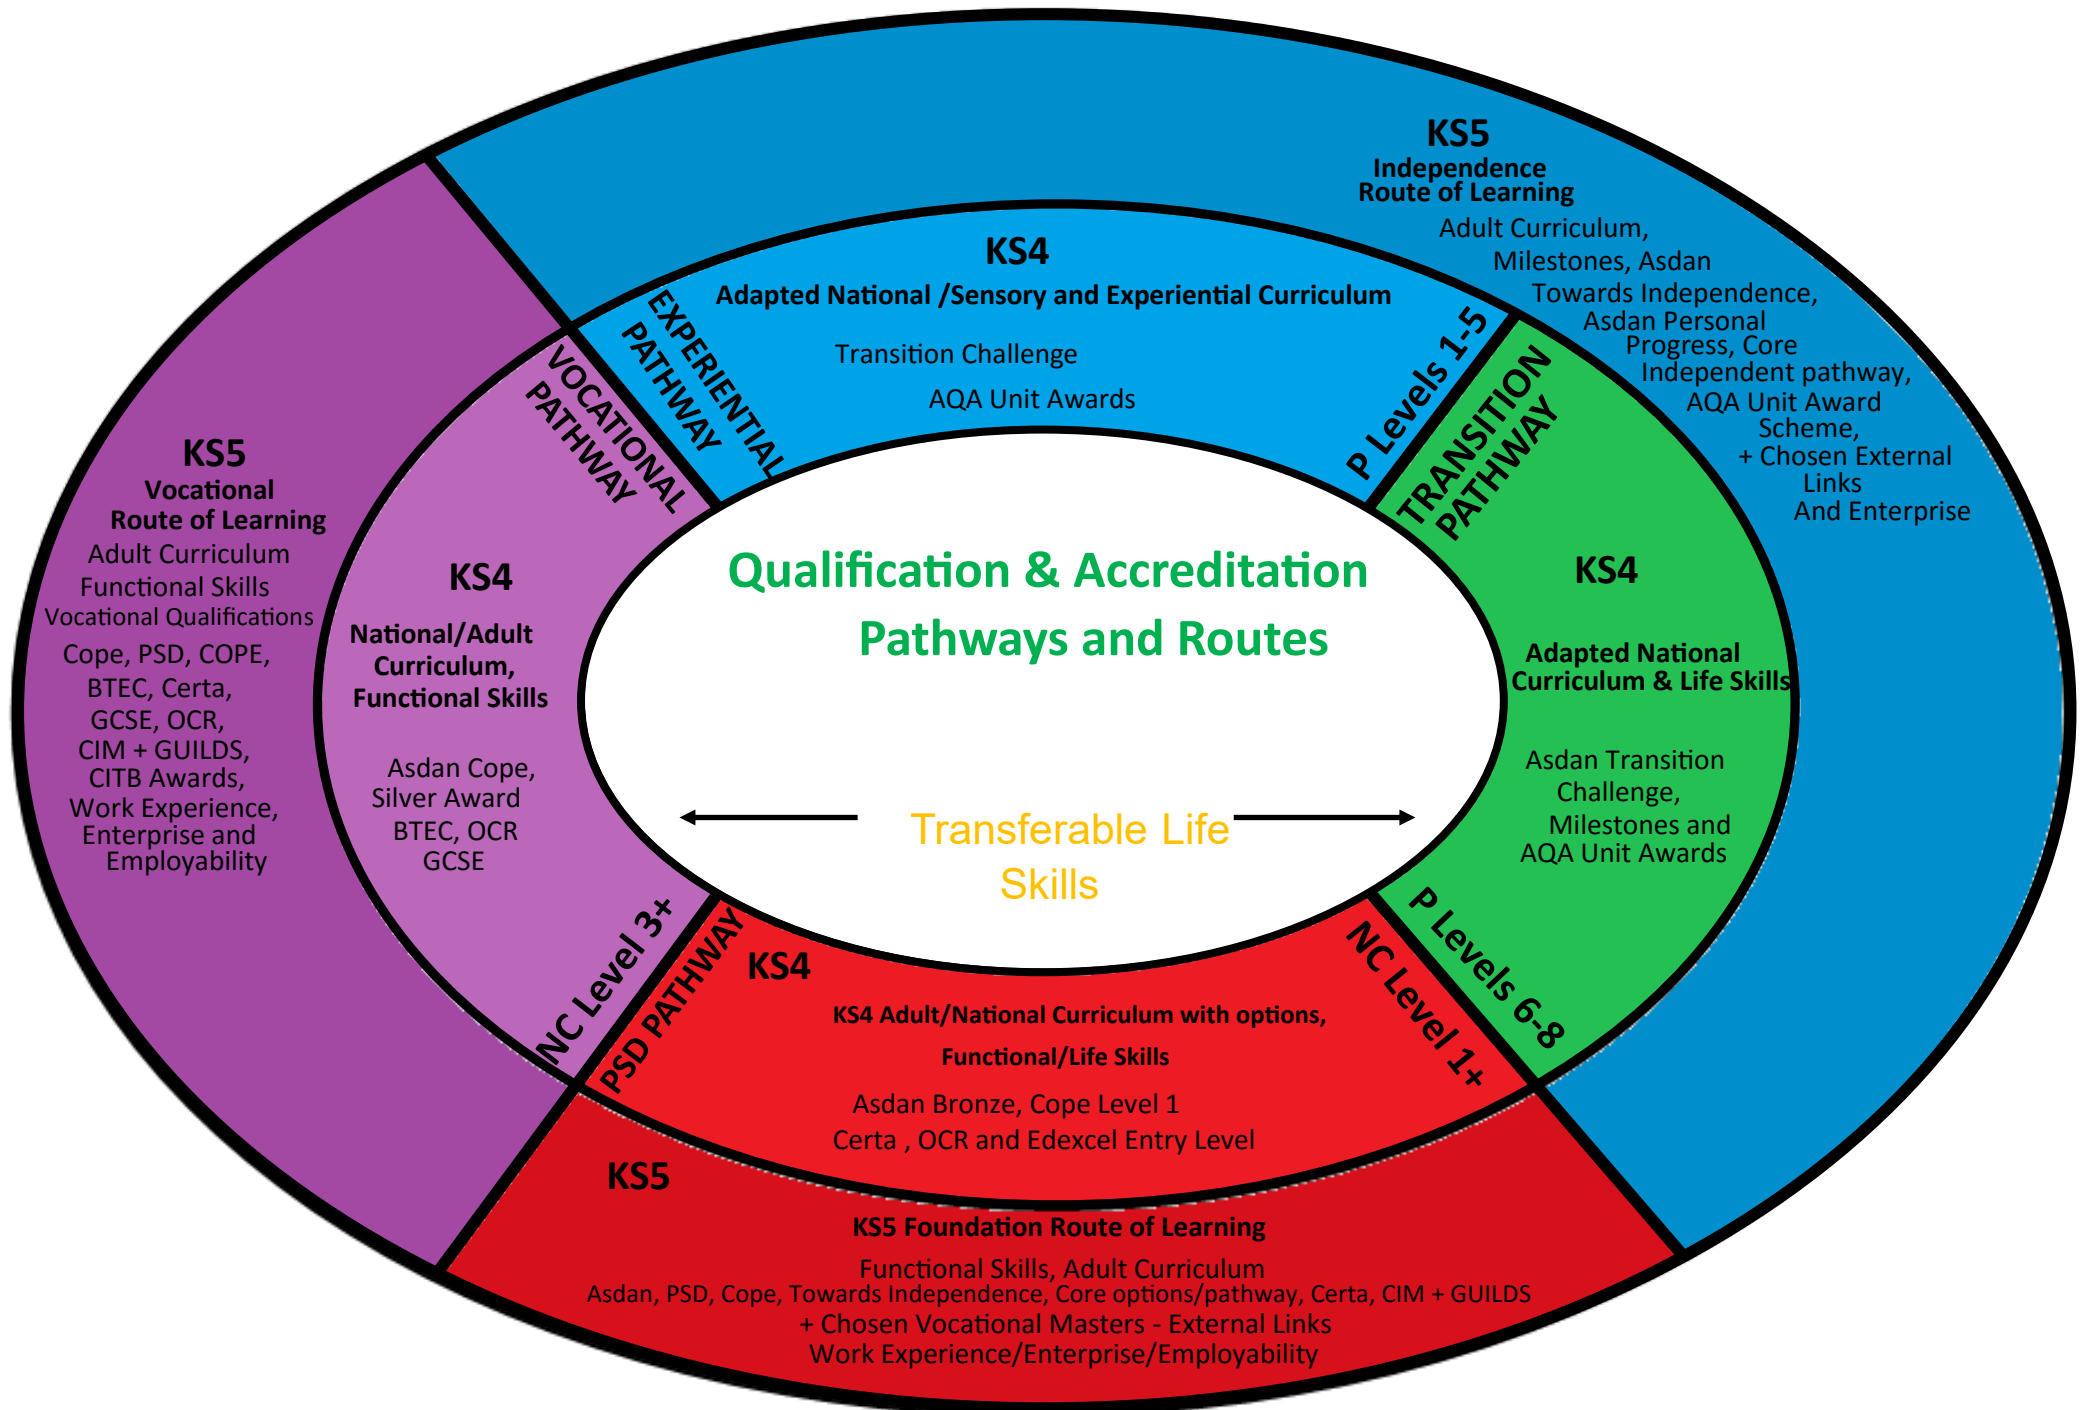 KS5
Independence
Route of Learning
Adult Curriculum,
Milestones, Asdan
Towards Independence,
Asdan Personal
Progress, Core
Independent pathway,
AQA Unit Award
Scheme,
+ Chosen External
Links
And Enterprise
KS4
Adapted National /Sensory and Experiential Curriculum
Transition Challenge
AQA Unit Awards
EXPERIENTIAL
PATHWAY
P Levels 1-5
TRANSITION
PATHWAY
KS4
Adapted National
Curriculum & Life Skills
Asdan Transition
Challenge,
Milestones and
AQA Unit Awards
P Levels 6-8
VOCATIONAL
PATHWAY
KS4
National/Adult
Curriculum,
Functional Skills
Asdan Cope,
Silver Award
BTEC, OCR
GCSE
NC Level 3+
KS5
Vocational
Route of Learning
Adult Curriculum
Functional Skills
Vocational Qualifications
Cope, PSD, COPE,
BTEC, Certa,
GCSE, OCR,
CIM + GUILDS,
CITB Awards,
Work Experience,
Enterprise and
Employability
Qualification & Accreditation
Pathways and Routes
Transferable Life
Skills
PSD PATHWAY
KS4
KS4 Adult/National Curriculum with options,
Functional/Life Skills
Asdan Bronze, Cope Level 1
Certa , OCR and Edexcel Entry Level
NC Level 1+
KS5
KS5 Foundation Route of Learning
Functional Skills, Adult Curriculum
Asdan, PSD, Cope, Towards Independence, Core options/pathway, Certa, CIM + GUILDS
+ Chosen Vocational Masters - External Links
Work Experience/Enterprise/Employability